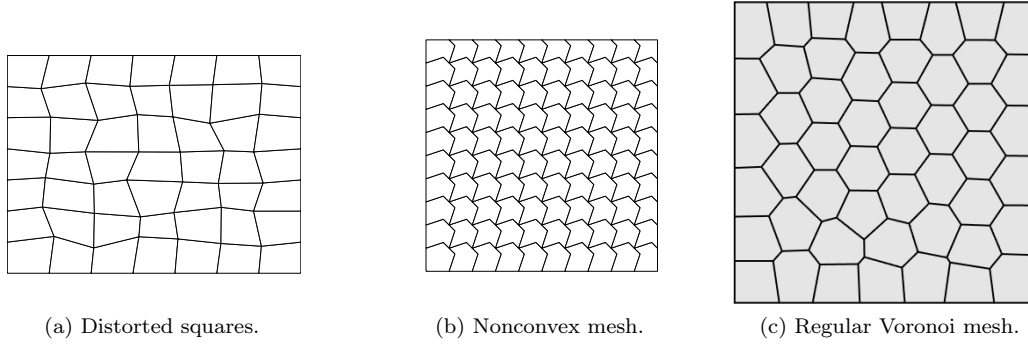 (a) Distorted squares.
(b) Nonconvex mesh.
(c) Regular Voronoi mesh.